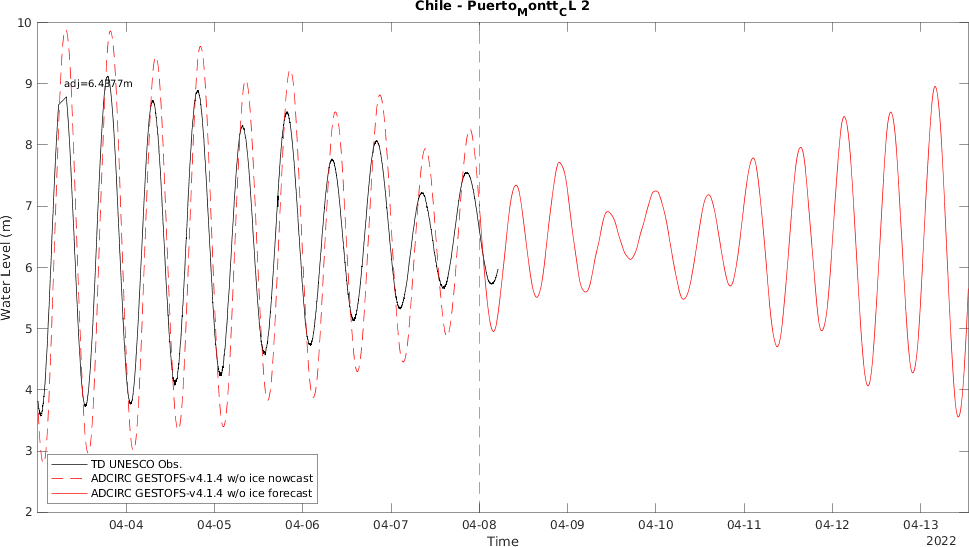 Chile - PuertoMonttCL 2
10
9
8
7
6
5
4
3
2
Water Level (m)
adj=6.4377m
TD UNESCO Obs.
ADCIRC GESTOFS-v4.1.4 w/o ice nowcast
ADCIRC GESTOFS-v4.1.4 w/o ice forecast
04-04 04-05 04-06 04-07 04-08 04-09 04-10 04-11 04-12 04-13
Time
2022